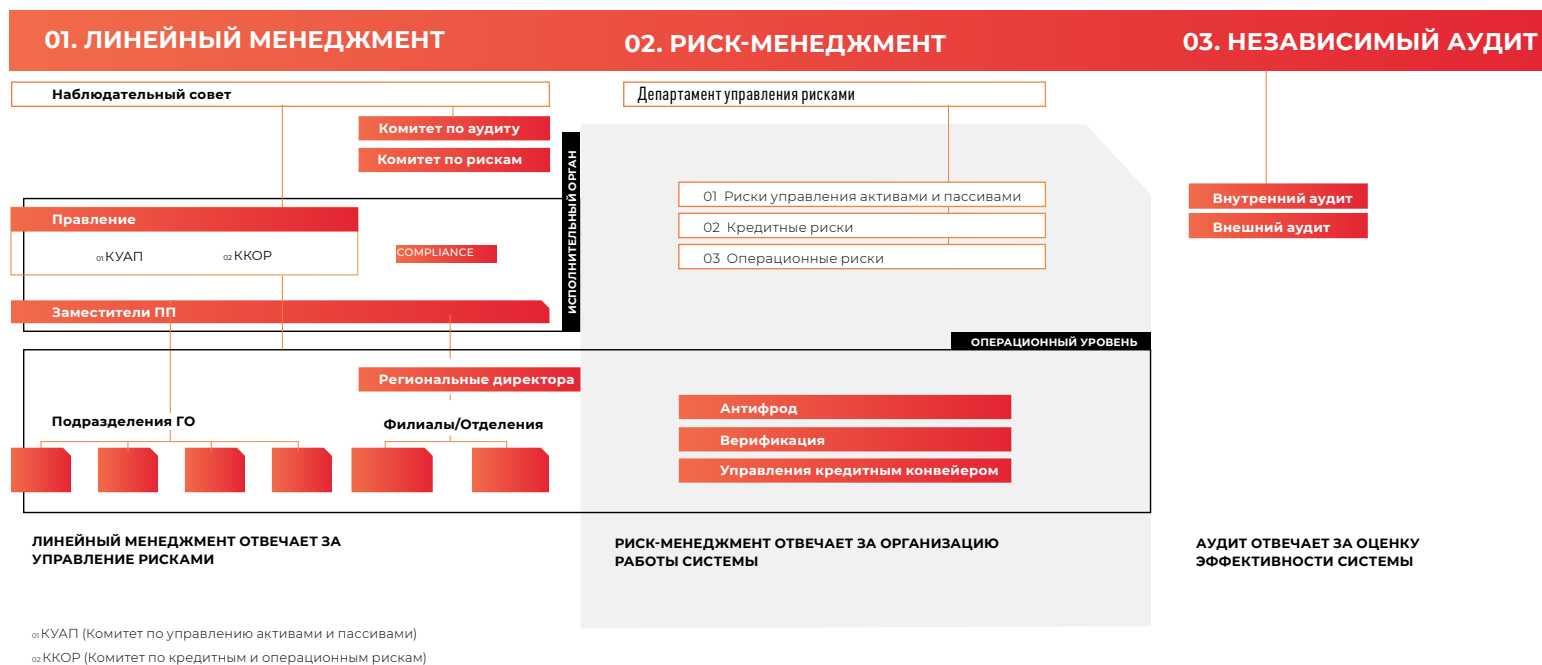 01. ЛИНЕЙНЫЙ МЕНЕДЖМЕНТ
02. РИСК-МЕНЕДЖМЕНТ
03. НЕЗАВИСИМЫЙ АУДИТ
Наблюдательный совет
Комитет по аудиту
Комитет по рискам
ИСПОЛНИТЕЛЬНЫЙ ОРГАН
Правление
01 КУАП
02 ККОР
COMPLIANCE
Заместители ПП
Региональные директора
Подразделения ГО
Филиалы/Отделения
ЛИНЕЙНЫЙ МЕНЕДЖМЕНТ ОТВЕЧАЕТ ЗА
УПРАВЛЕНИЕ РИСКАМИ
Департамент управления рисками
01 Риски управления активами и пассивами
02 Кредитные риски
03 Операционные риски
ОПЕРАЦИОННЫЙ УРОВЕНЬ
Антифрод
Верификация
Управления кредитным конвейером
РИСК-МЕНЕДЖМЕНТ ОТВЕЧАЕТ ЗА ОРГАНИЗАЦИЮ
РАБОТЫ СИСТЕМЫ
Внутренний аудит
Внешний аудит
АУДИТ ОТВЕЧАЕТ ЗА ОЦЕНКУ
ЭФФЕКТИВНОСТИ СИСТЕМЫ
01 КУАП (Комитет по управлению активами и пассивами)
02 ККОР (Комитет по кредитным и операционным рискам)